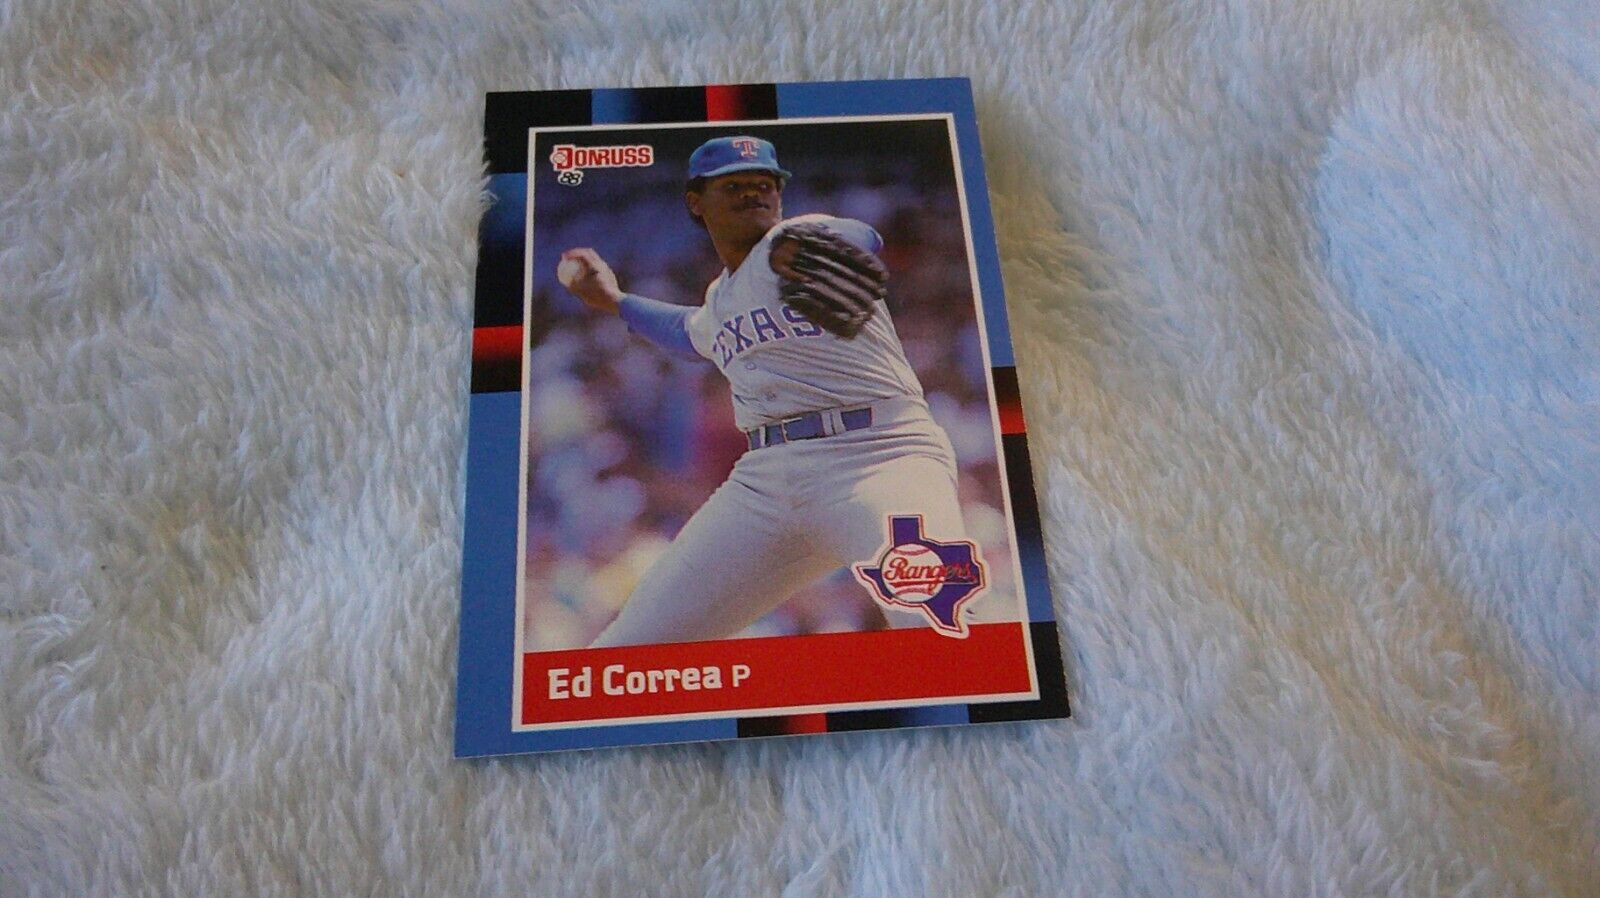 DONRUSS
88
T
TEXAS
Rangers
Ed Correa P